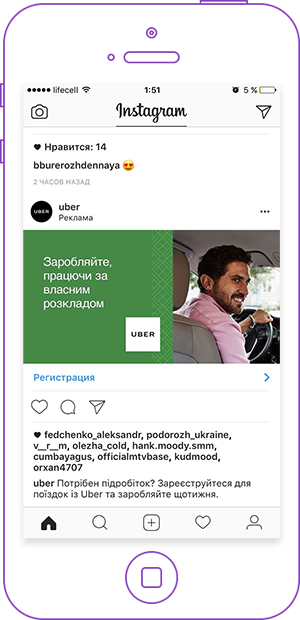 lifecell
1:51
5 %
Instagram
Нравится: 14
bburerozhdennaya 😍
2 ЧАСОВ НАЗАД
UBER
uber
Реклама
Заробляйте,
працюючи за
власним
розкладом
UBER
Регистрация
fedchenko_aleksandr, podorozh_ukraine,
v__r__m, olezha_cold, hank.moody.smm,
cumbayagus, officialmtvbase, kudmood,
orxan4707
uber Потрібен підробіток? Зареєструйтеся для
поїздок із Uber та заробляйте щотижня.